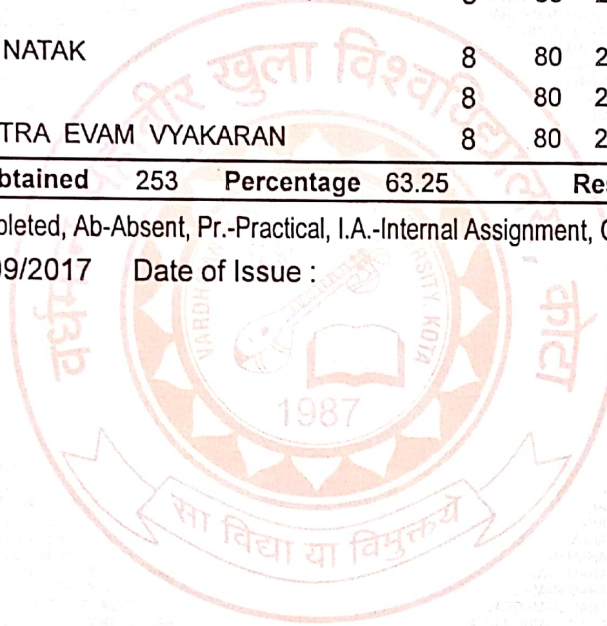 NATAK 8 80 2
8 80 2
TRA EVAM VYAKARAN 8 80 2
btained 253 Percentage 63.25 Res
pleted, Ab-Absent, Pr.-Practical, I.A.-Internal Assignment,
09/2017 Date of Issue :
खुला
कोटा
VARDH
RSITY, KOTA
1987
सा विद्या या विमुक्तये